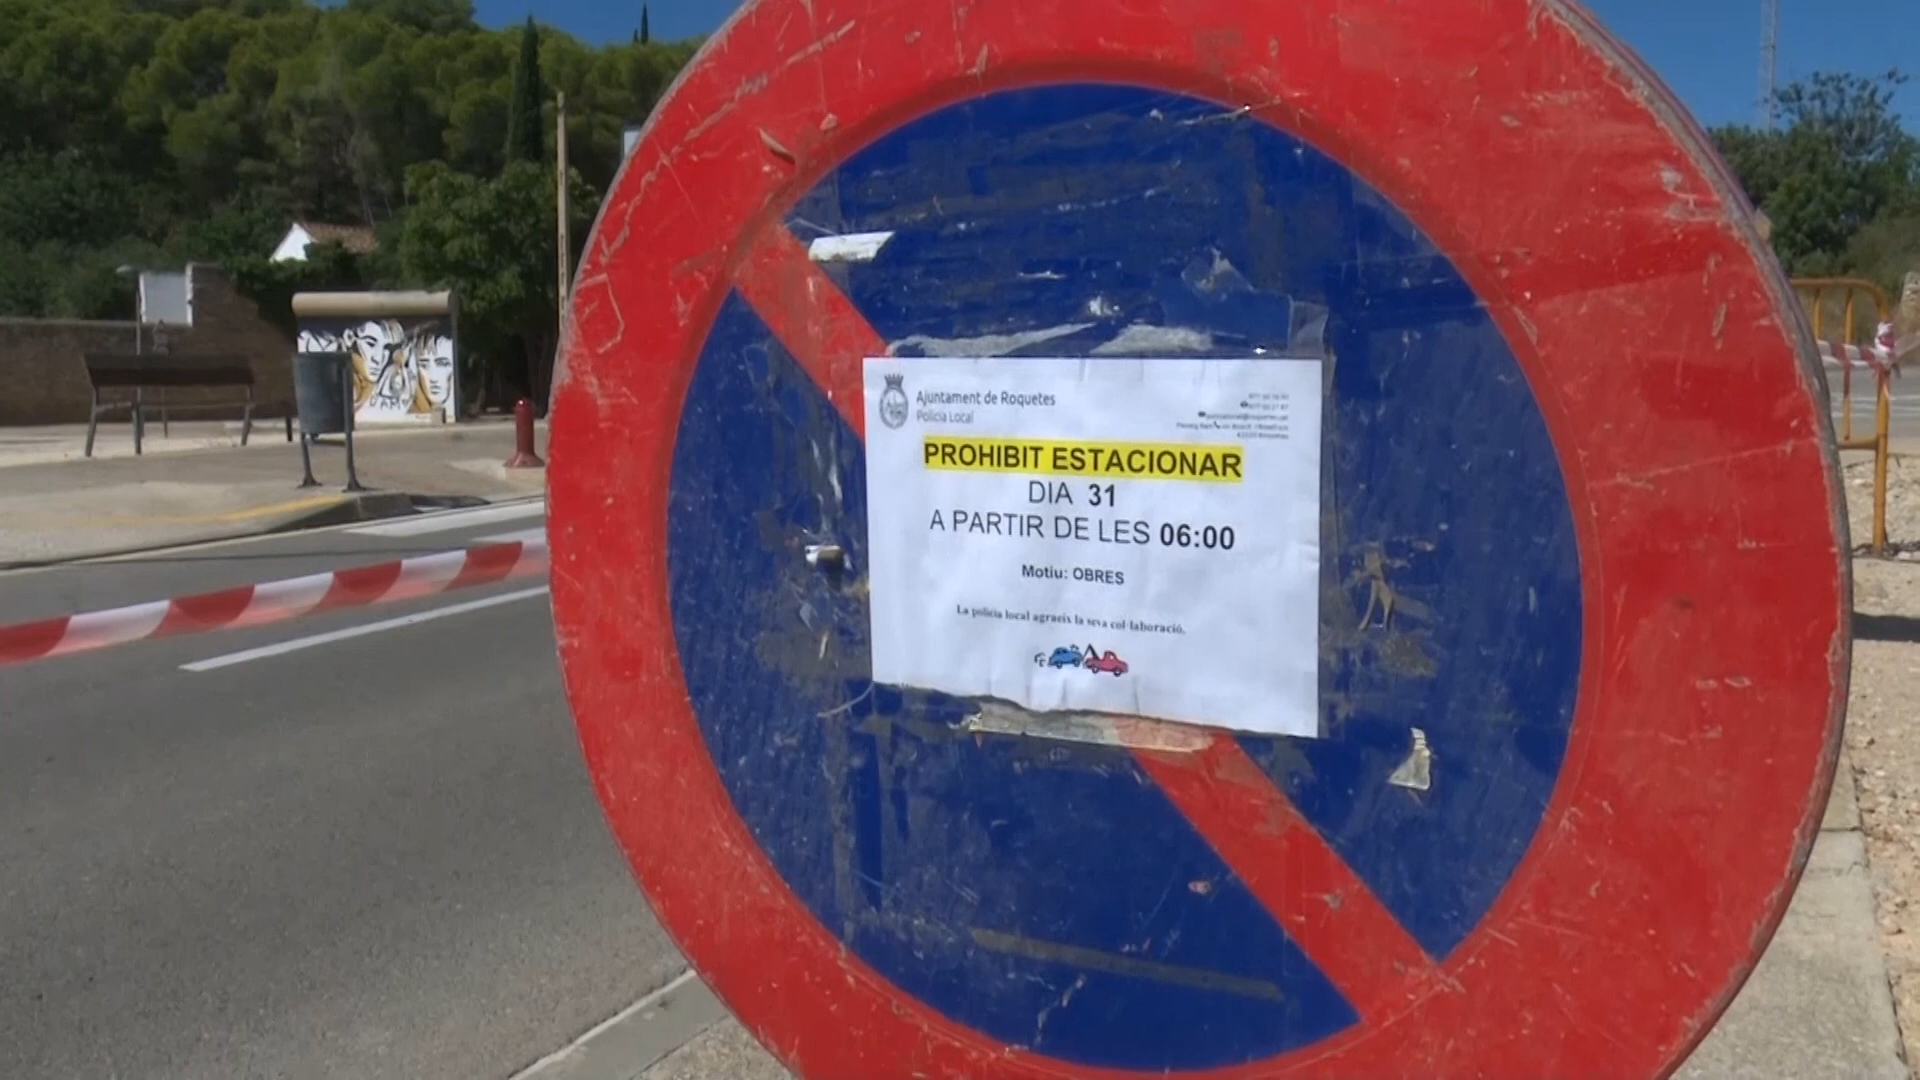 Ajuntament de Roquetes
Policia Local
PROHIBIT ESTACIONAR
DIA 31
A PARTIR DE LES 06:00
Motiu: OBRES
La policia local agraeix la seva col·laboració.